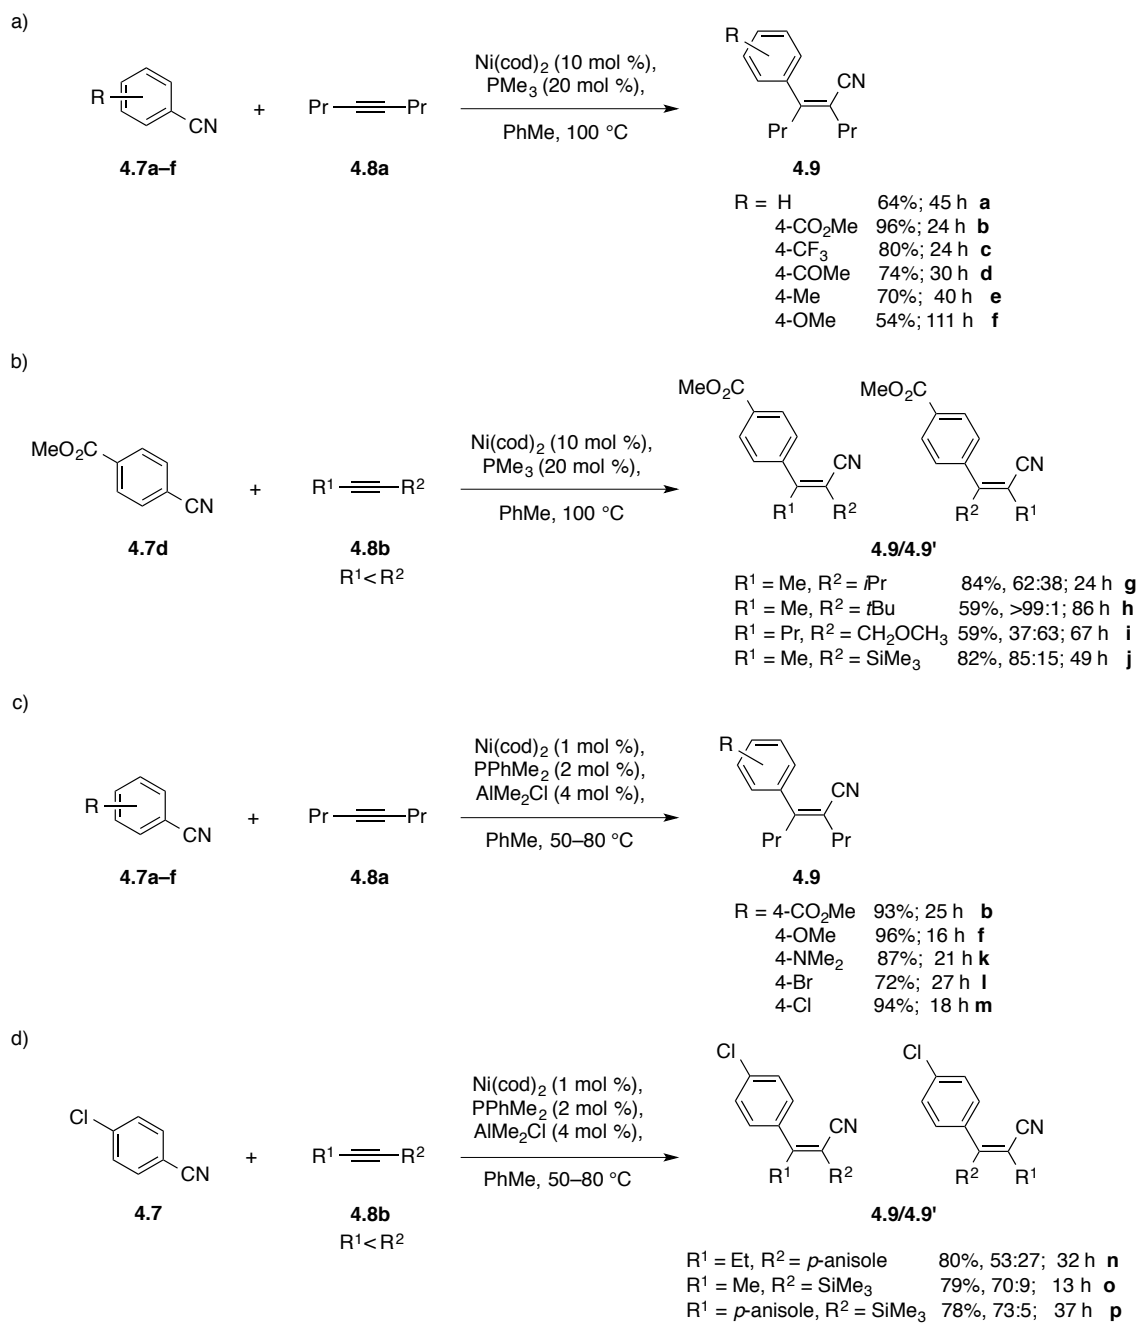 a)
R
CN
+
Pr
Pr
Ni(cod)2 (10 mol %),
PMe3 (20 mol %),
PhMe, 100 °C
R
CN
Pr
Pr
4.7a–f
4.8a
4.9
R = H 64%; 45 h a
4-CO2Me 96%; 24 h b
4-CF3 80%; 24 h c
4-COMe 74%; 30 h d
4-Me 70%; 40 h e
4-OMe 54%; 111 h f
b)
MeO2C
CN
+
R1
R2
Ni(cod)2 (10 mol %),
PMe3 (20 mol %),
PhMe, 100 °C
MeO2C
CN
R1
R2
MeO2C
CN
R2
R1
4.7d
4.8b
R1 < R2
4.9/4.9'
R1 = Me, R2 = iPr 84%, 62:38; 24 h g
R1 = Me, R2 = tBu 59%, >99:1; 86 h h
R1 = Pr, R2 = CH2OCH3 59%, 37:63; 67 h i
R1 = Me, R2 = SiMe3 82%, 85:15; 49 h j
c)
R
CN
+
Pr
Pr
Ni(cod)2 (1 mol %),
PPhMe2 (2 mol %),
AlMe2Cl (4 mol %),
PhMe, 50–80 °C
R
CN
Pr
Pr
4.7a–f
4.8a
4.9
R = 4-CO2Me 93%; 25 h b
4-OMe 96%; 16 h f
4-NMe2 87%; 21 h k
4-Br 72%; 27 h l
4-Cl 94%; 18 h m
d)
Cl
CN
+
R1
R2
Ni(cod)2 (1 mol %),
PPhMe2 (2 mol %),
AlMe2Cl (4 mol %),
PhMe, 50–80 °C
Cl
CN
R1
R2
Cl
CN
R2
R1
4.7
4.8b
R1 < R2
4.9/4.9'
R1 = Et, R2 = p-anisole 80%, 53:27; 32 h n
R1 = Me, R2 = SiMe3 79%, 70:9; 13 h o
R1 = p-anisole, R2 = SiMe3 78%, 73:5; 37 h p